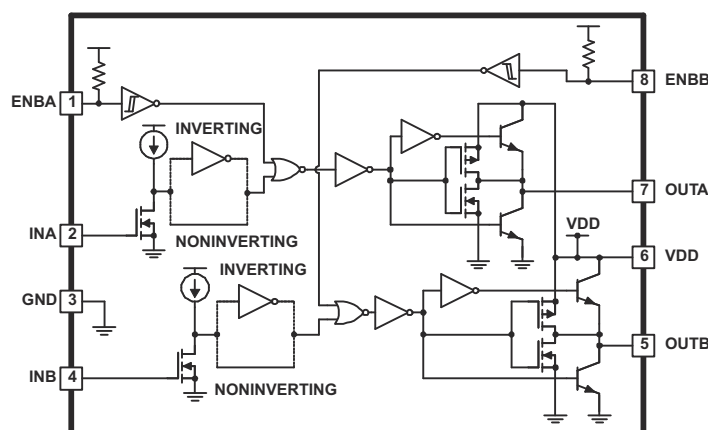 ENBA 1
8 ENBB
INVERTING
7 OUTA
INA 2
VDD
NONINVERTING
6 VDD
INVERTING
GND 3
5 OUTB
INB 4
NONINVERTING